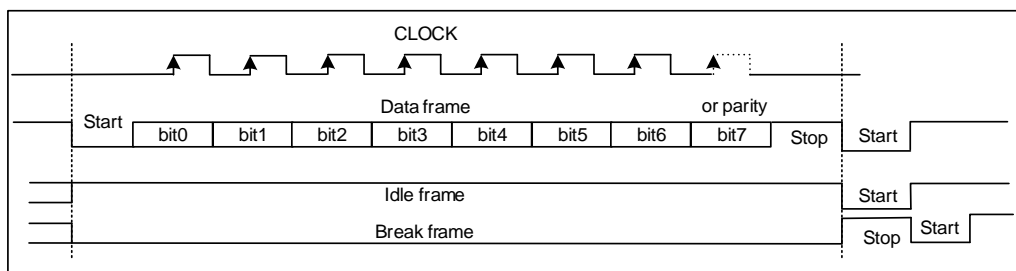 CLOCK
Data frame
or parity
Start bit0 bit1 bit2 bit3 bit4 bit5 bit6 bit7 Stop Start
Idle frame Start
Break frame Stop Start